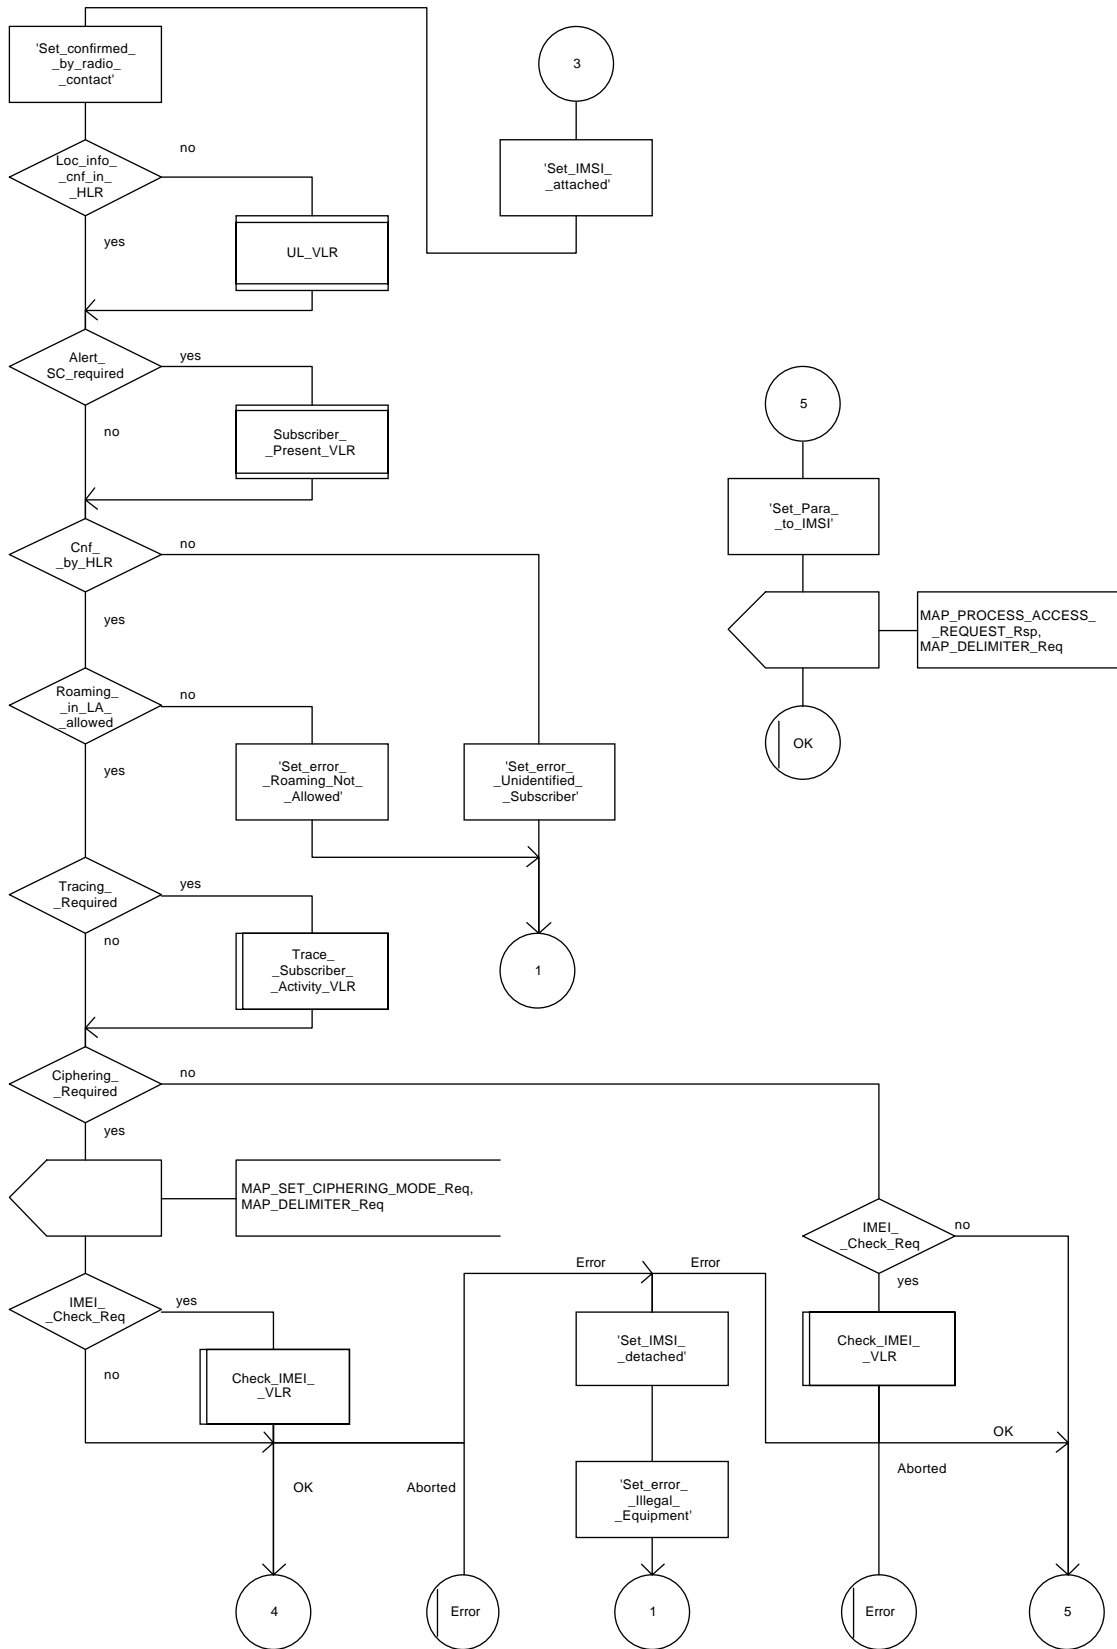 'Set_confirmed_
_by_radio_
_contact'
3
no
Loc_info_
_cnf_in_
_HLR
'Set_IMSI_
_attached'
yes
UL_VLR
Alert_
SC_required
yes
no
Subscriber_
_Present_VLR
5
'Set_Para_
_to_IMSI'
Cnf_
_by_HLR
no
yes
MAP_PROCESS_ACCESS_
_REQUEST_Rsp,
MAP_DELIMITER_Req
Roaming_
_in_LA_
_allowed
no
yes
'Set_error_
_Roaming_Not_
_Allowed'
'Set_error_
_Unidentified_
_Subscriber'
OK
Tracing_
_Required
yes
no
Trace_
_Subscriber_
_Activity_VLR
1
Ciphering_
_Required
no
yes
MAP_SET_CIPHERING_MODE_Req,
MAP_DELIMITER_Req
IMEI_
_Check_Req
no
yes
Error
Error
IMEI_
_Check_Req
yes
no
Check_IMEI_
_VLR
'Set_IMSI_
_detached'
Check_IMEI_
_VLR
OK
OK
Aborted
Aborted
'Set_error_
_Illegal_
_Equipment'
4
Error
1
Error
5